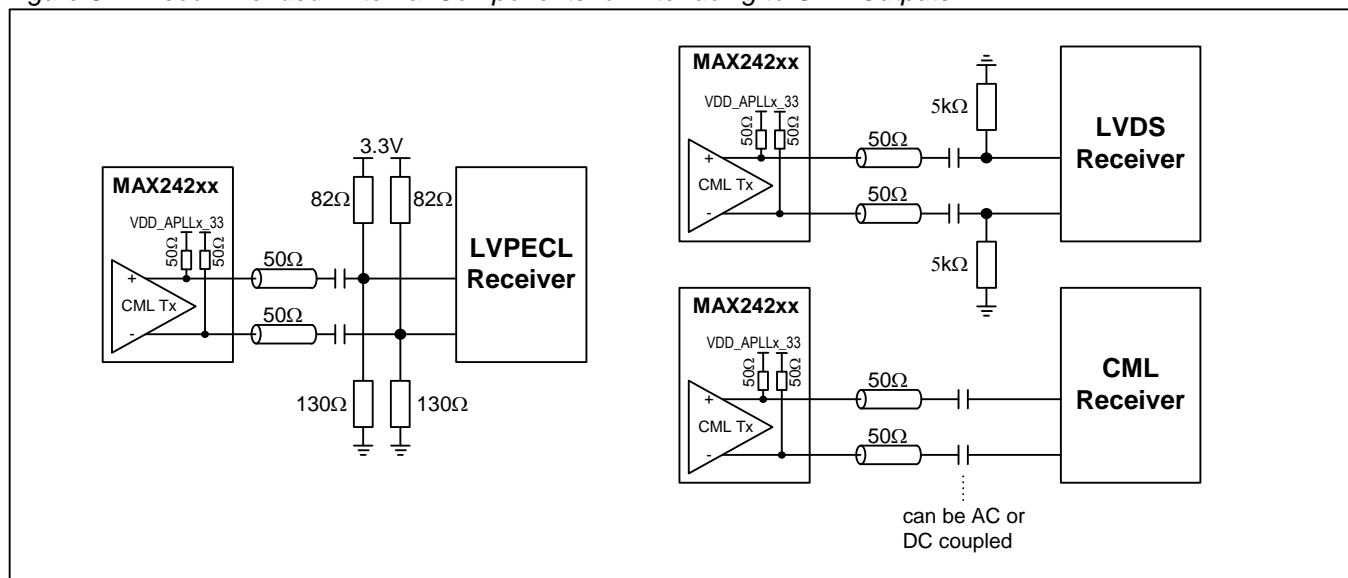 MAX242xx
VDD_APLLx_33
50Ω
50Ω
+
CML Tx
-
50Ω
50Ω
3.3V
82Ω
82Ω
130Ω
130Ω
LVPECL
Receiver
MAX242xx
VDD_APLLx_33
50Ω
50Ω
+
CML Tx
-
50Ω
50Ω
5kΩ
5kΩ
LVDS
Receiver
MAX242xx
VDD_APLLx_33
50Ω
50Ω
+
CML Tx
-
50Ω
50Ω
can be AC or
DC coupled
CML
Receiver